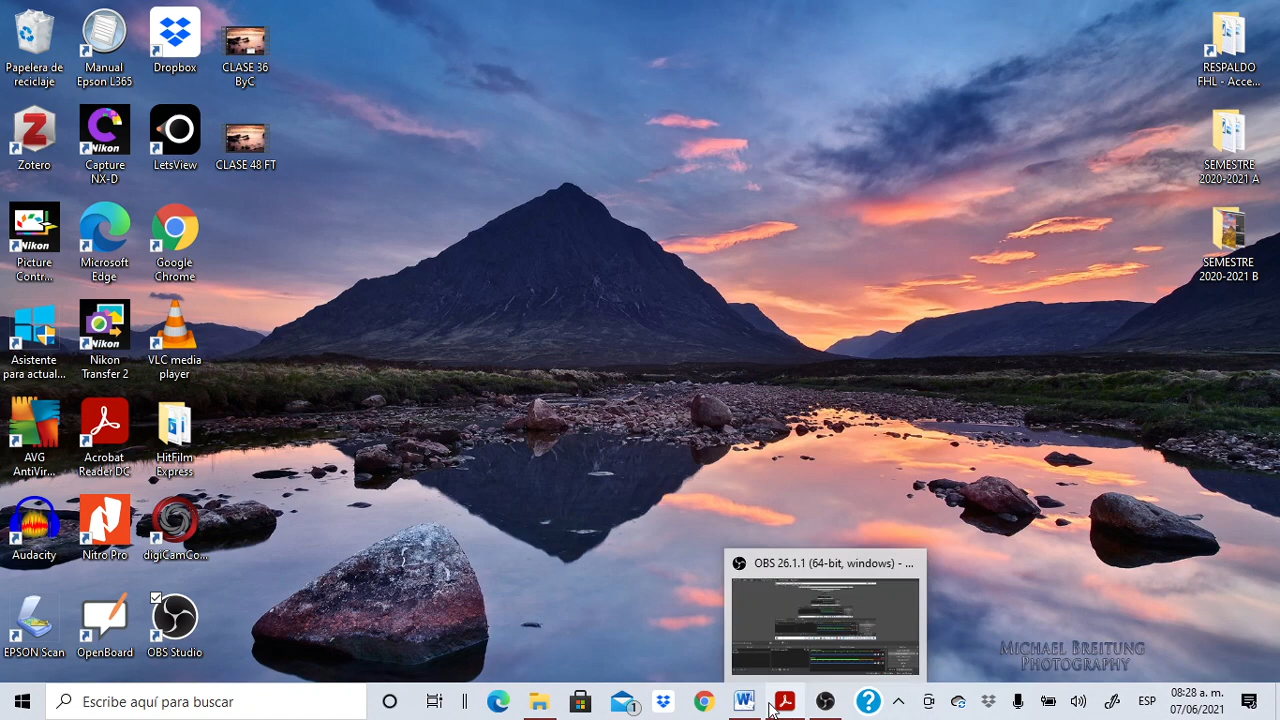 Papelera de
reciclaje
Manual
Epson L365
Dropbox
CLASE 36
ByC
RESPALDO
FHL - Acce...
Zotero
Capture
NX-D
Nikon
LetsView
CLASE 48 FT
SEMESTRE
2020-2021 A
Picture
Contr...
Nikon
Microsoft
Edge
Google
Chrome
SEMESTRE
2020-2021 B
Asistente
para actual...
Nikon
Transfer 2
Nikon
VLC media
player
AVG
AntiVir...
Acrobat
Reader DC
HitFilm
Express
Audacity
Nitro Pro
digiCamCo...
EPSON Scan
Studio
OBS 26.1.1 (64-bit, windows) - ...
MICHAEL BREITUNG
PHOTOGRAPHY
Escribe aquí para buscar
1
ESP
07/06/2021